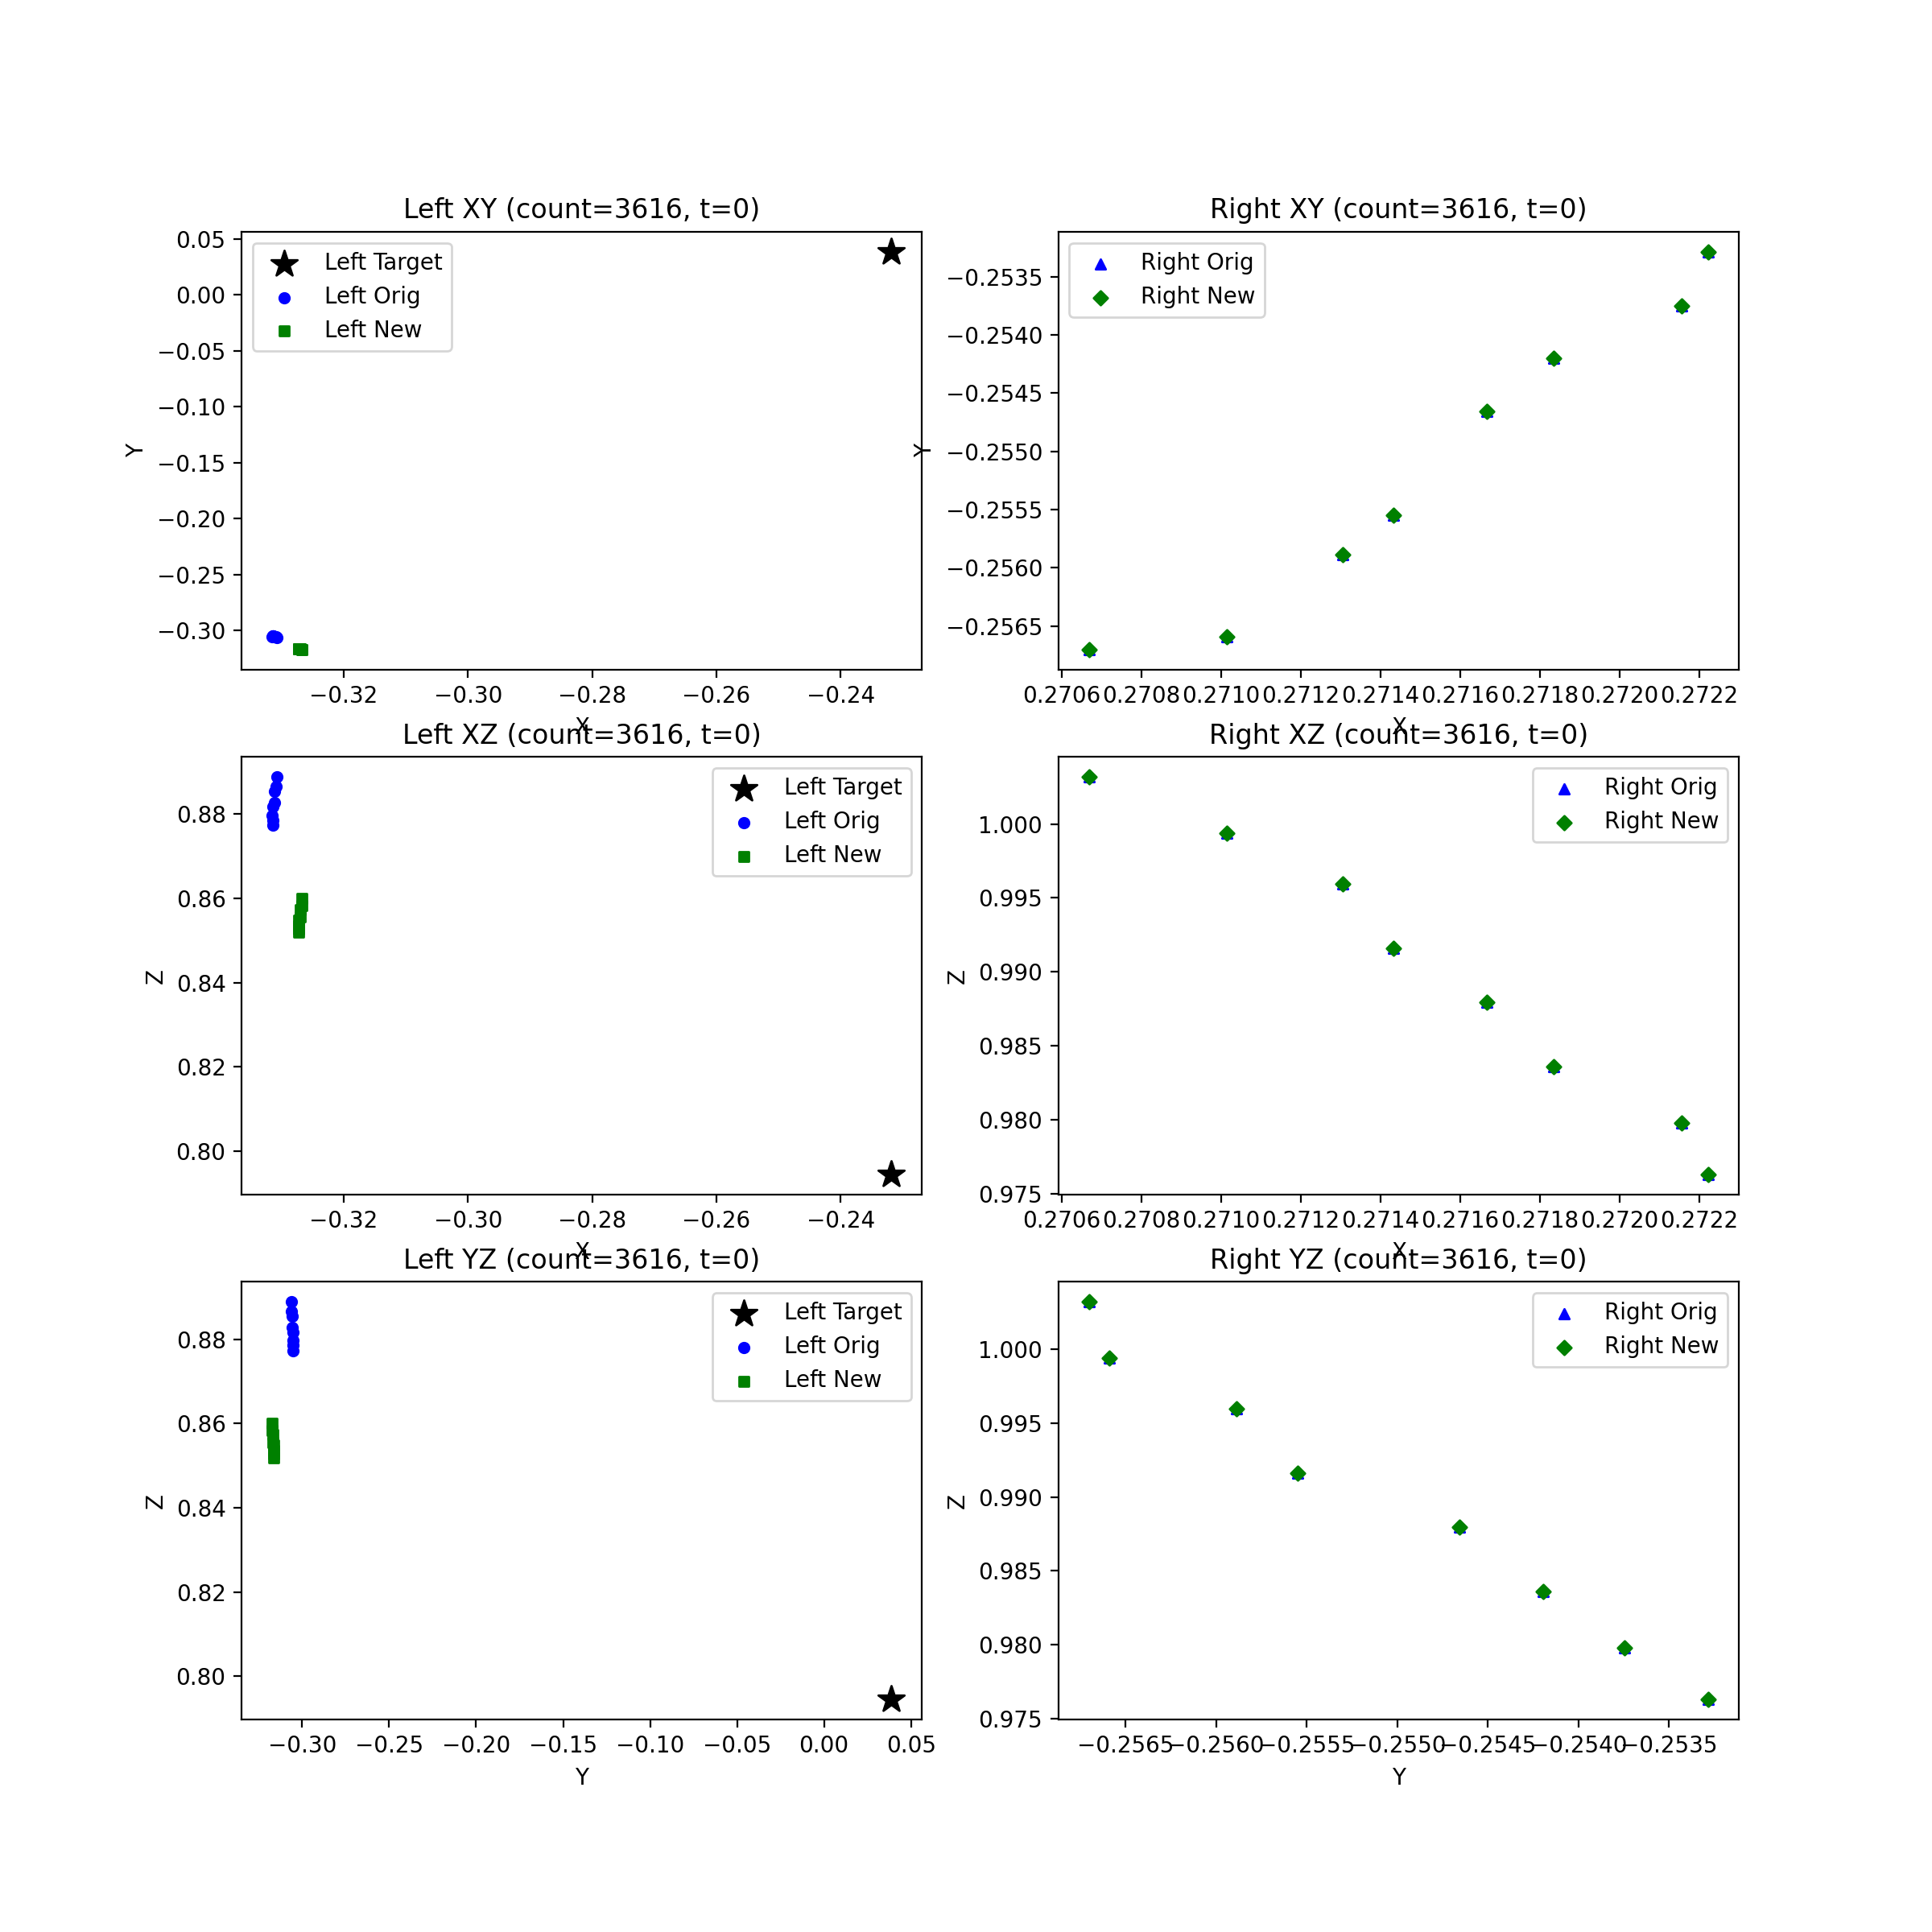 Left XY (count=3616, t=0)
0.05
0.00
−0.05
−0.10
−0.15
−0.20
−0.25
−0.30
Y
Left Target
Left Orig
Left New
−0.32 −0.30 −0.28 −0.26 −0.24
X
Right XY (count=3616, t=0)
−0.2535
−0.2540
−0.2545
−0.2550
−0.2555
−0.2560
−0.2565
Y
Right Orig
Right New
0.2706 0.2708 0.2710 0.2712 0.2714 0.2716 0.2718 0.2720 0.2722
X
Left XZ (count=3616, t=0)
0.88
0.86
0.84
0.82
0.80
Z
Left Target
Left Orig
Left New
−0.32 −0.30 −0.28 −0.26 −0.24
X
Right XZ (count=3616, t=0)
1.000
0.995
0.990
0.985
0.980
0.975
Z
Right Orig
Right New
0.2706 0.2708 0.2710 0.2712 0.2714 0.2716 0.2718 0.2720 0.2722
X
Left YZ (count=3616, t=0)
0.88
0.86
0.84
0.82
0.80
Z
Left Target
Left Orig
Left New
−0.30 −0.25 −0.20 −0.15 −0.10 −0.05 0.00 0.05
Y
Right YZ (count=3616, t=0)
1.000
0.995
0.990
0.985
0.980
0.975
Z
Right Orig
Right New
−0.2565 −0.2560 −0.2555 −0.2550 −0.2545 −0.2540 −0.2535
Y